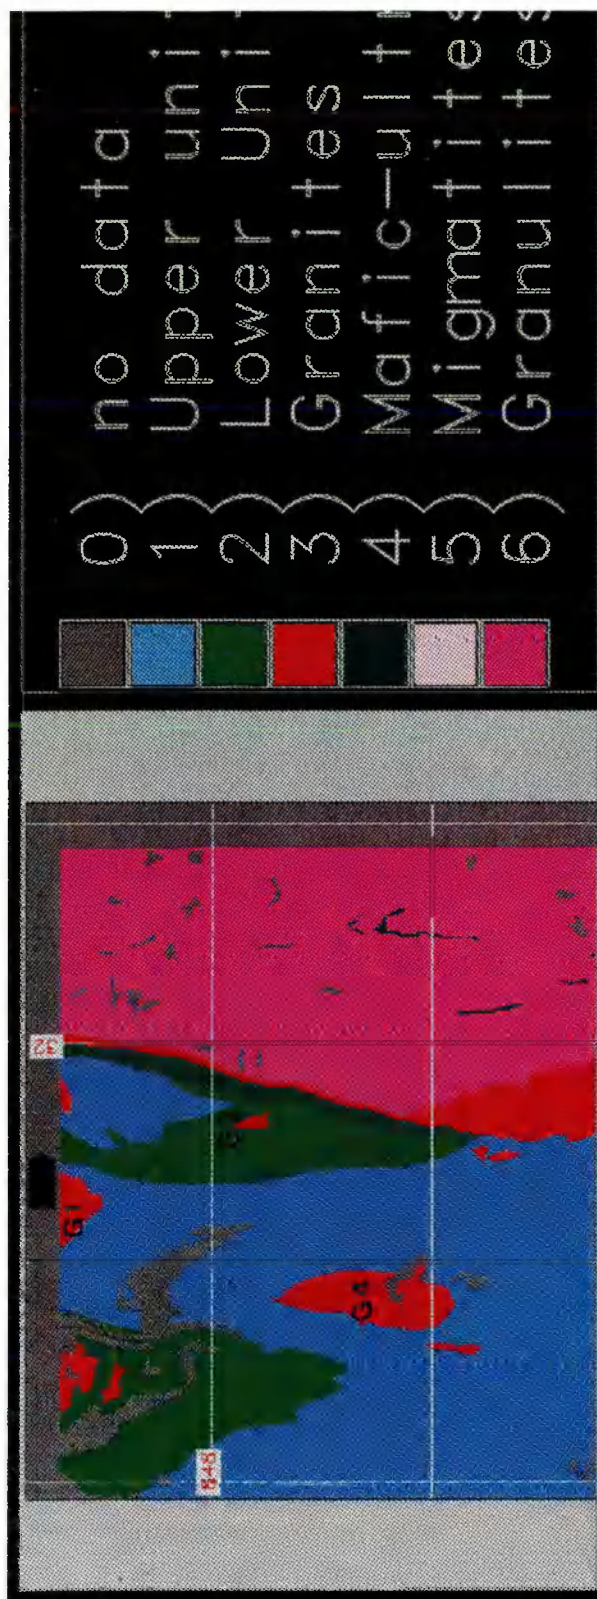 0) no data
1) Upper uni
2) Lower Uni
3) Granites
4) Mafic-ult
5) Migmatites
6) Granulites
32
G1
G4
848